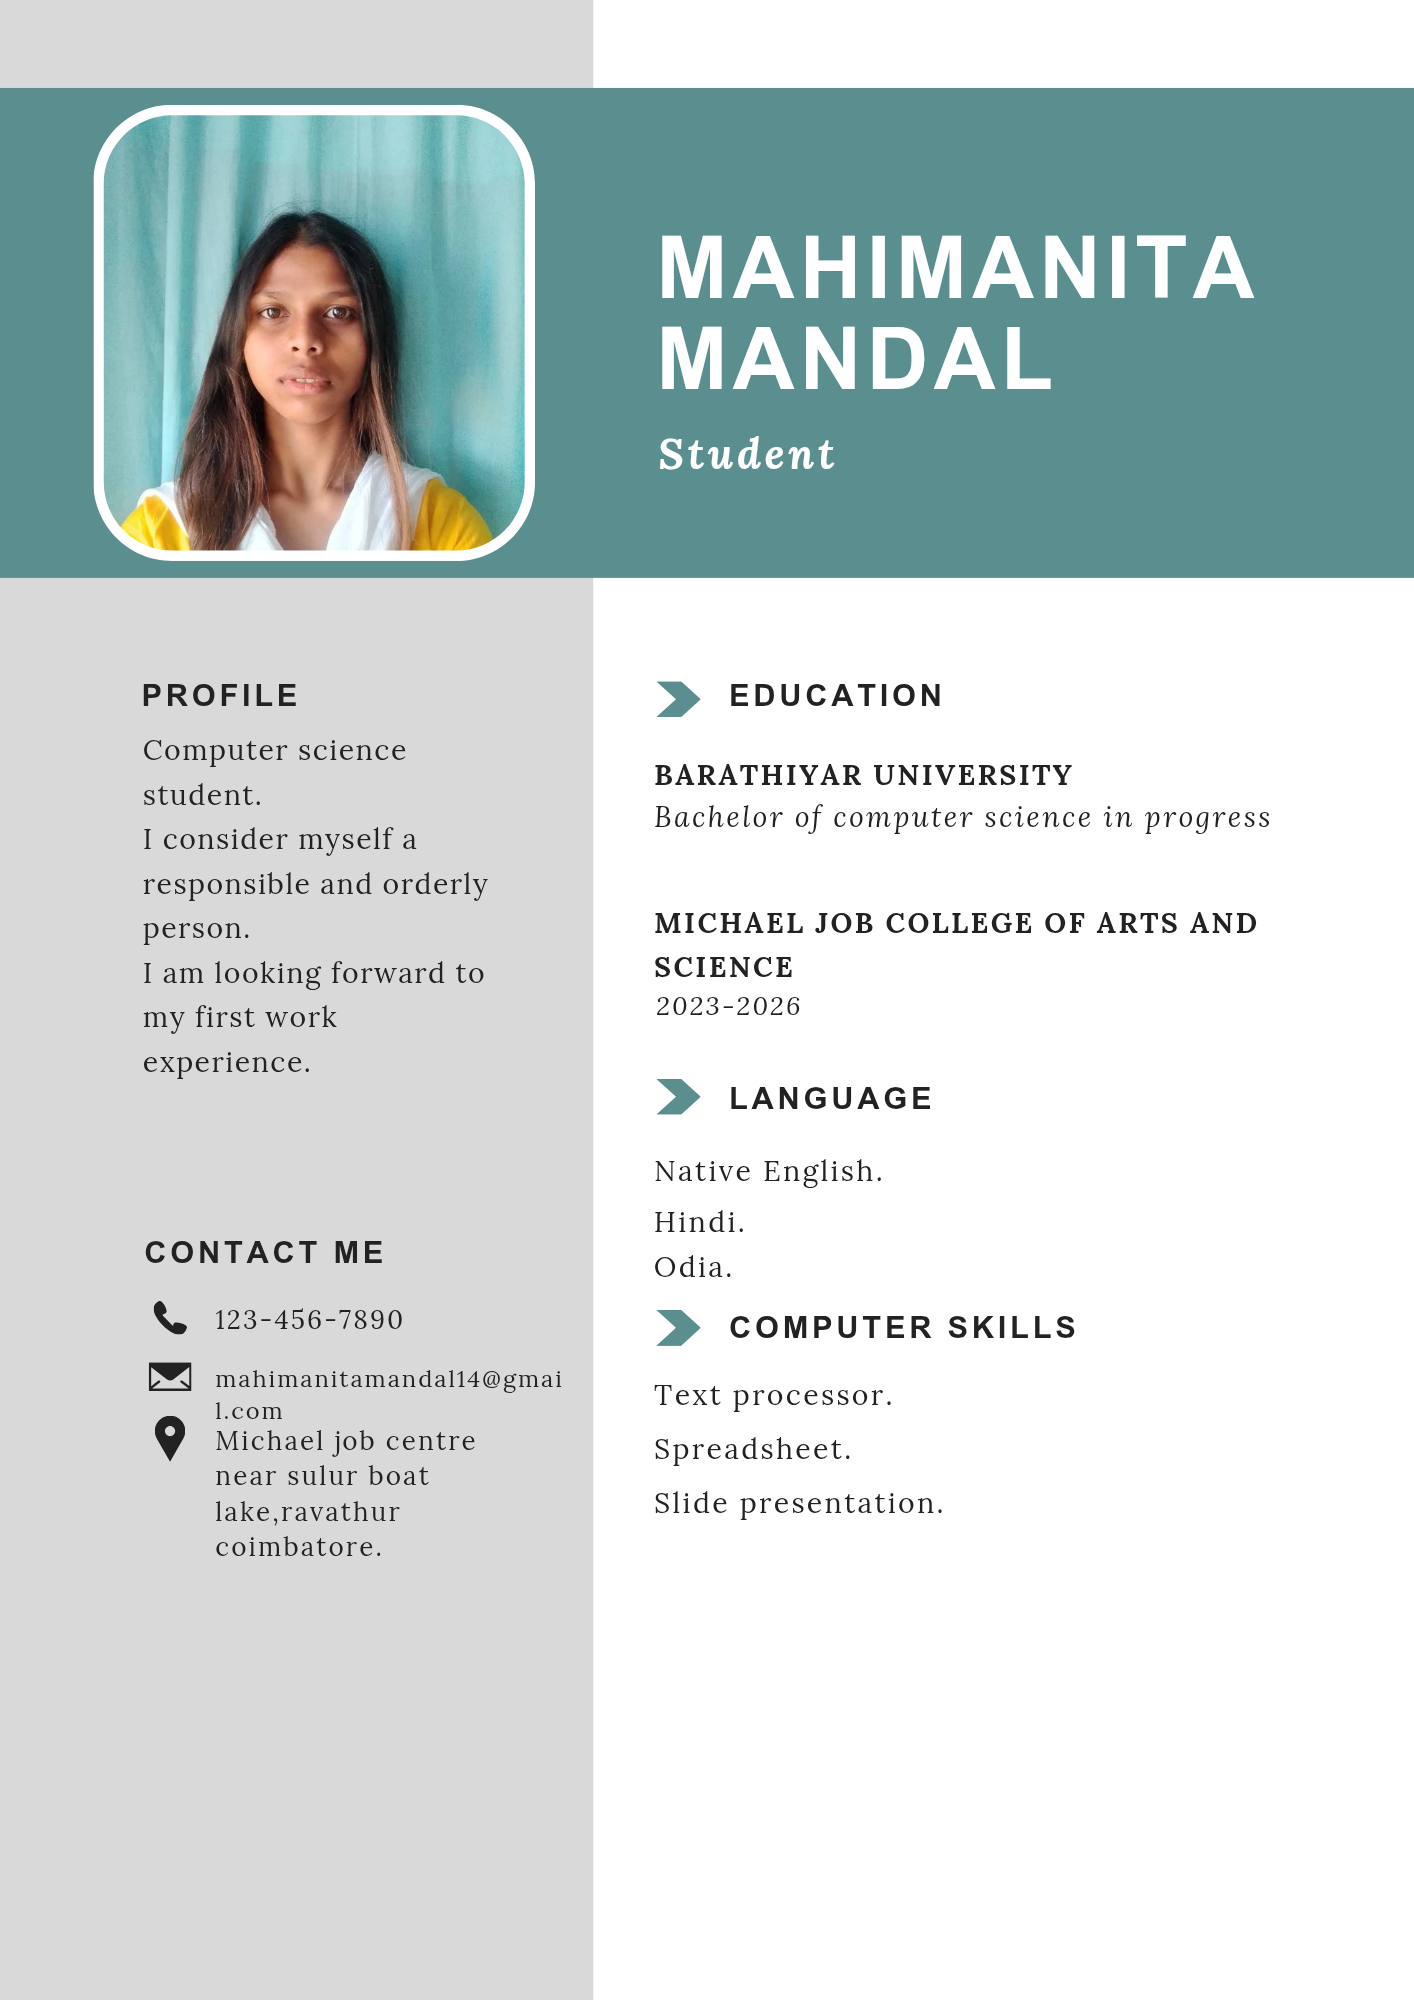 MAHIMANITA
MANDAL
Student
PROFILE
Computer science
student.
I consider myself a
responsible and orderly
person.
I am looking forward to
my first work
experience.
CONTACT ME
123-456-7890
mahimanitamandal14@gmai
l.com
Michael job centre
near sulur boat
lake,ravathur
coimbatore.
EDUCATION
BARATHIYAR UNIVERSITY
Bachelor of computer science in progress
MICHAEL JOB COLLEGE OF ARTS AND
SCIENCE
2023-2026
LANGUAGE
Native English.
Hindi.
Odia.
COMPUTER SKILLS
Text processor.
Spreadsheet.
Slide presentation.